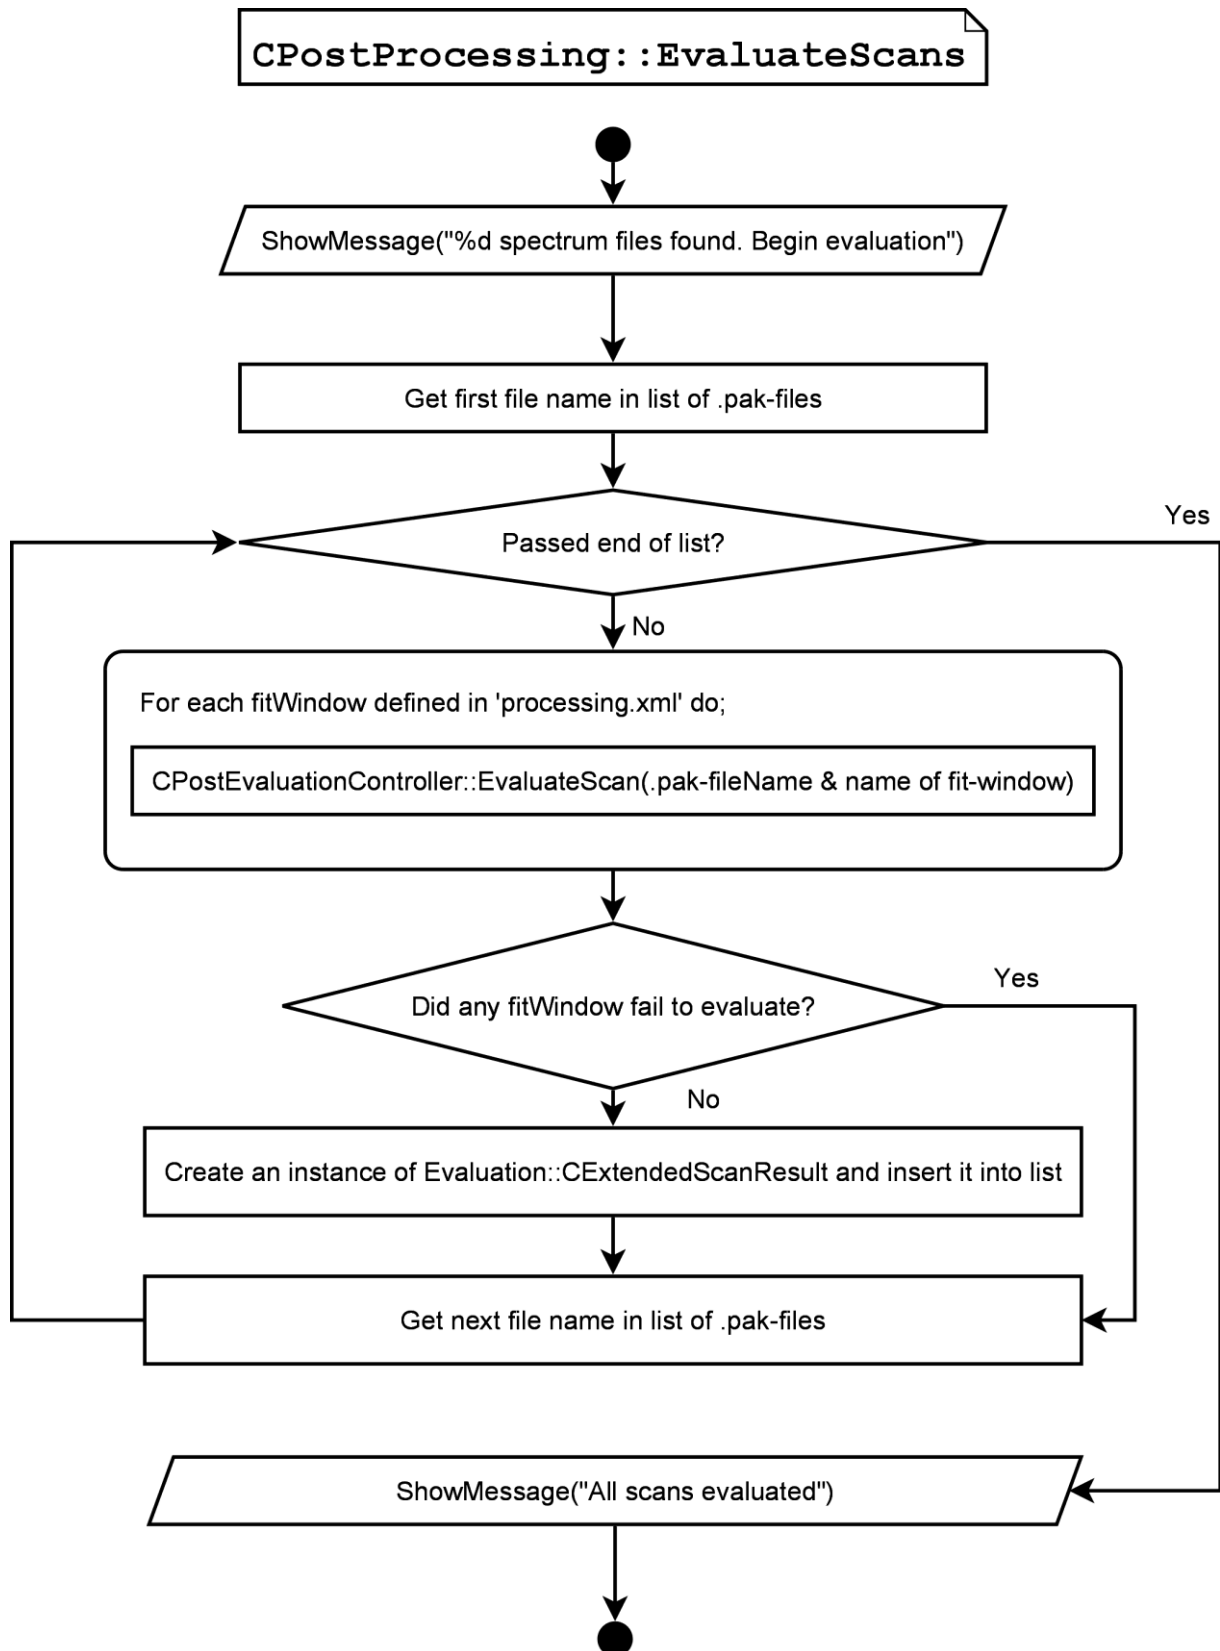 CPostProcessing::EvaluateScans
ShowMessage("%d spectrum files found. Begin evaluation")
Get first file name in list of .pak-files
Yes
Passed end of list?
No
For each fitWindow defined in 'processing.xml' do;
CPostEvaluationController::EvaluateScan(.pak-fileName & name of fit-window)
Yes
Did any fitWindow fail to evaluate?
No
Create an instance of Evaluation::CExtendedScanResult and insert it into list
Get next file name in list of .pak-files
ShowMessage("All scans evaluated")